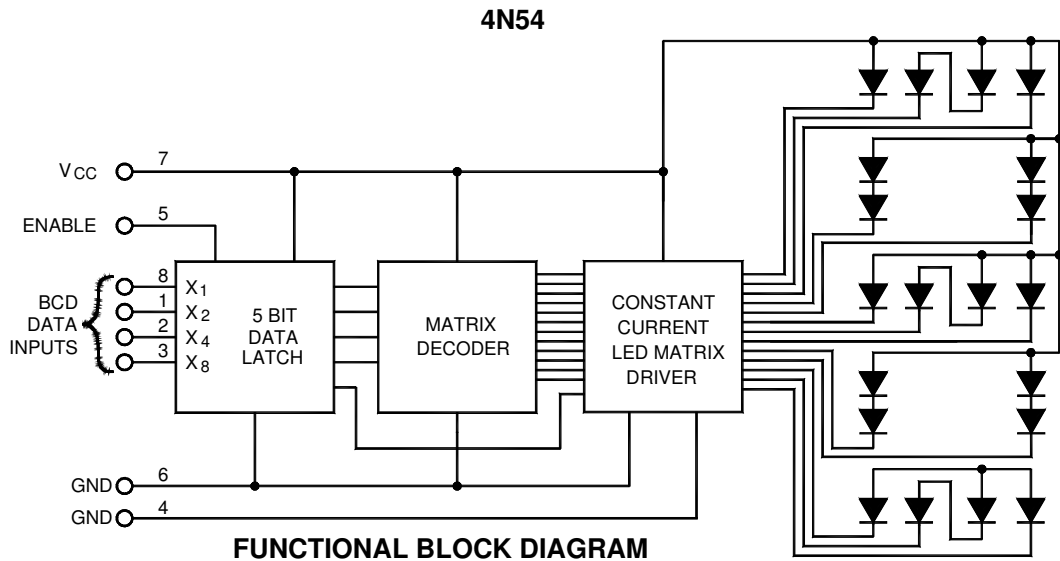 4N54
VCC 7
ENABLE 5
BCD
DATA
INPUTS
8 X1
1 X2
2 X4
3 X8
5 BIT
DATA
LATCH
MATRIX
DECODER
CONSTANT
CURRENT
LED MATRIX
DRIVER
GND 6
GND 4
FUNCTIONAL BLOCK DIAGRAM